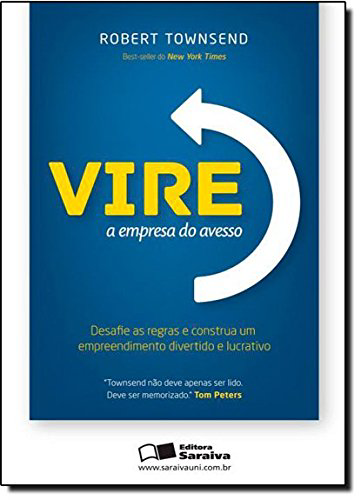 ROBERT TOWNSEND
Best-seller do New York Times
VIRE
a empresa do avesso
Desafie as regras e construa um
empreendimento divertido e lucrativo
"Townsend não deve apenas ser lido.
Deve ser memorizado." Tom Peters
Editora
Saraiva
www.saraivauni.com.br